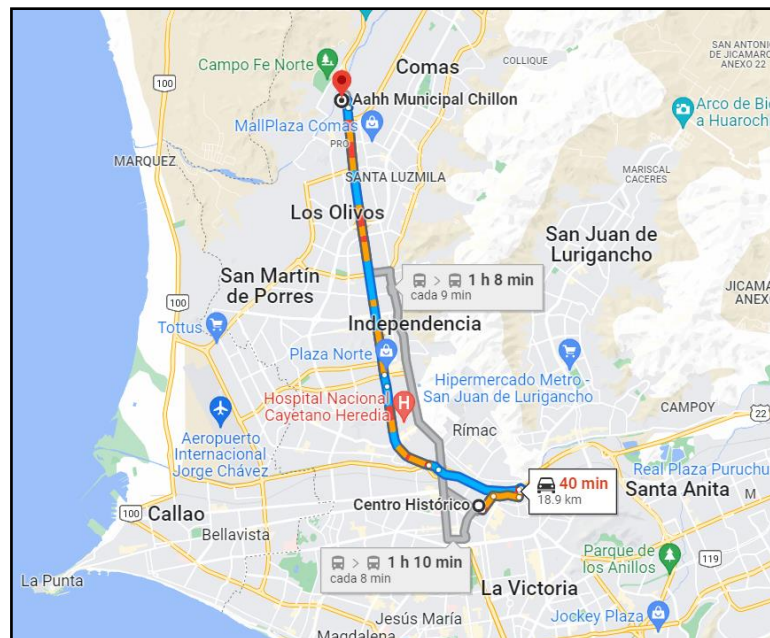 SAN ANTONIO
DE JICAMARCA
ANEXO 22
Campo Fe Norte
Comas
COLLIQUE
100
Aahh Municipal Chillon
Arco de Bi
a Huaroch
MallPlaza Comas
PRO
MARQUEZ
SANTA LUZMILA
MARISCAL
CACERES
Los Olivos
San Juan de
Lurigancho
San Martín
de Porres
1 h 8 min
cada 9 min
JICAMA
ANEXO
100
Tottus
Independencia
Plaza Norte
Hipermercado Metro -
San Juan de Lurigancho
Hospital Nacional
Cayetano Heredia
H
CAMPOY
22
Aeropuerto
Internacional
Jorge Chávez
Rímac
Real Plaza Puruchu
40 min
18.9 km
Santa Anita
M
100
Callao
Centro Histórico
Bellavista
1 h 10 min
cada 8 min
Parque de
los Anillos
119
La Punta
La Victoria
Jesús María
Jockey Plaza
Magdalena